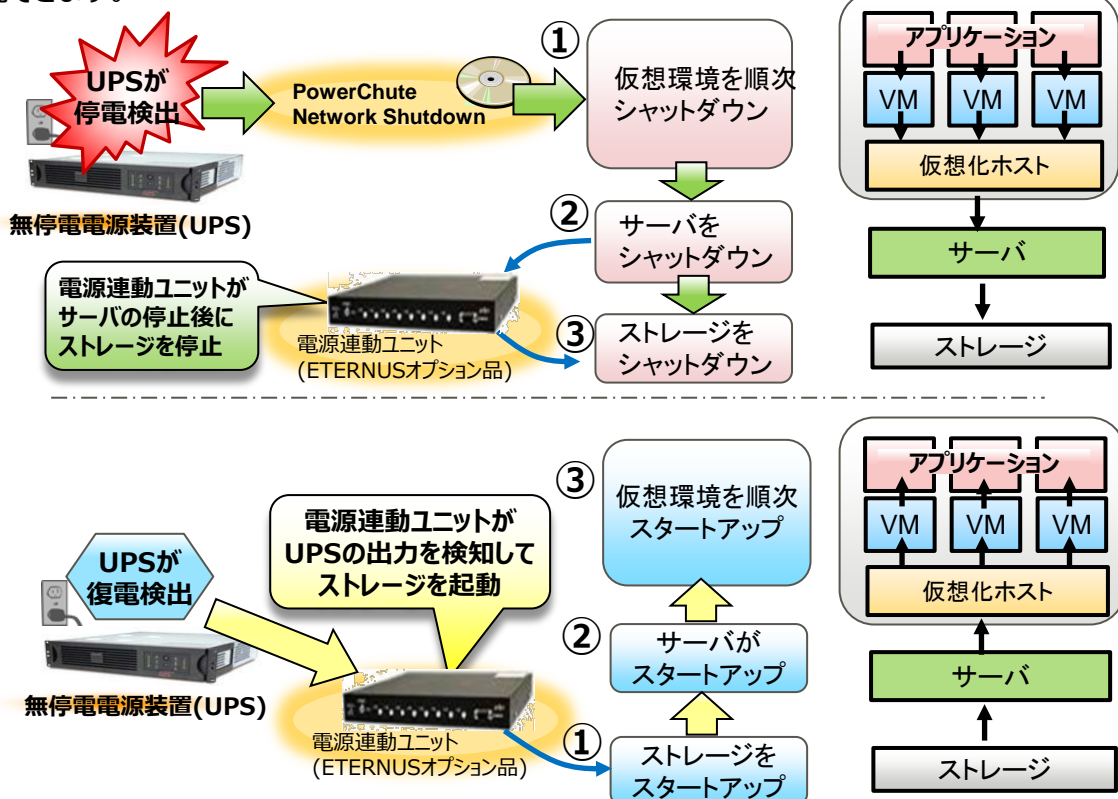 できます。
UPSが
停電検出
無停電電源装置(UPS)
PowerChute
Network Shutdown
①
仮想環境を順次
シャットダウン
②
サーバを
シャットダウン
③
ストレージを
シャットダウン
電源連動ユニットが
サーバの停止後に
ストレージを停止
電源連動ユニット
(ETERNUSオプション品)
アプリケーション
VM
VM
VM
仮想化ホスト
サーバ
ストレージ
UPSが
復電検出
無停電電源装置(UPS)
電源連動ユニットが
UPSの出力を検知して
ストレージを起動
電源連動ユニット
(ETERNUSオプション品)
③
仮想環境を順次
スタートアップ
②
サーバが
スタートアップ
①
ストレージを
スタートアップ
アプリケーション
VM
VM
VM
仮想化ホスト
サーバ
ストレージ